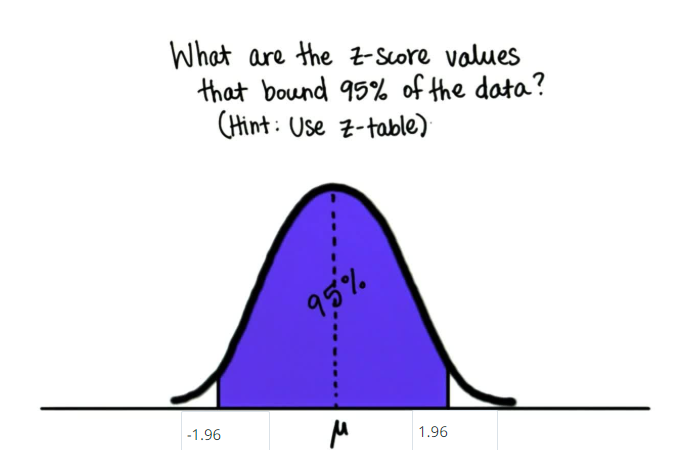 What are the z-score values
that bound 95% of the data?
(Hint: Use z-table)
95%
-1.96 μ 1.96